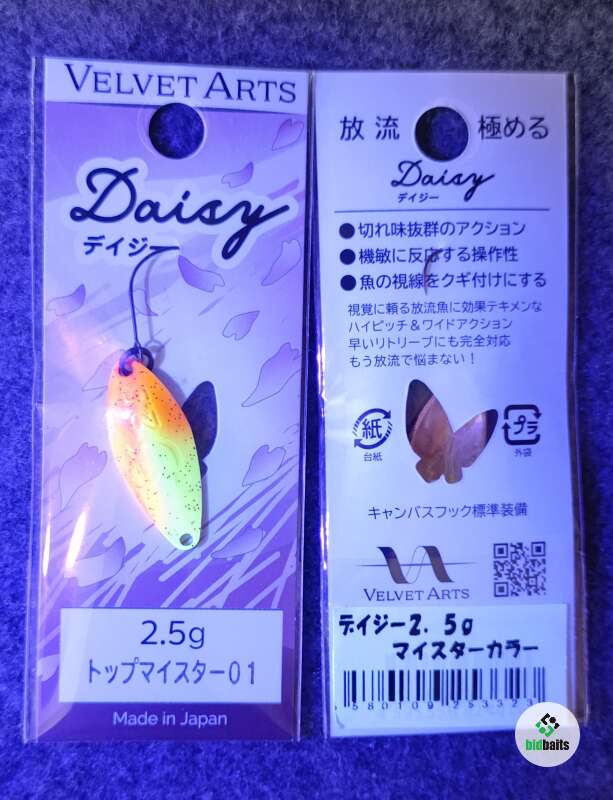 VELVET ARTS
Daisy
デイジー
2.5g
トップマイスター01
Made in Japan
放流 極める
Daisy
デイジー
●切れ味抜群のアクション
●機敏に反応する操作性
●魚の視線をクギ付けにする
視覚に頼る放流魚に効果テキメンな
ハイピッチ＆ワイドアクション
早いリトリーブにも完全対応
もう放流で悩まない！
紙
台紙
プラ
外袋
キャンバスフック標準装備
VELVET ARTS
デイジー2.5g
マイスターカラー
bidbaits